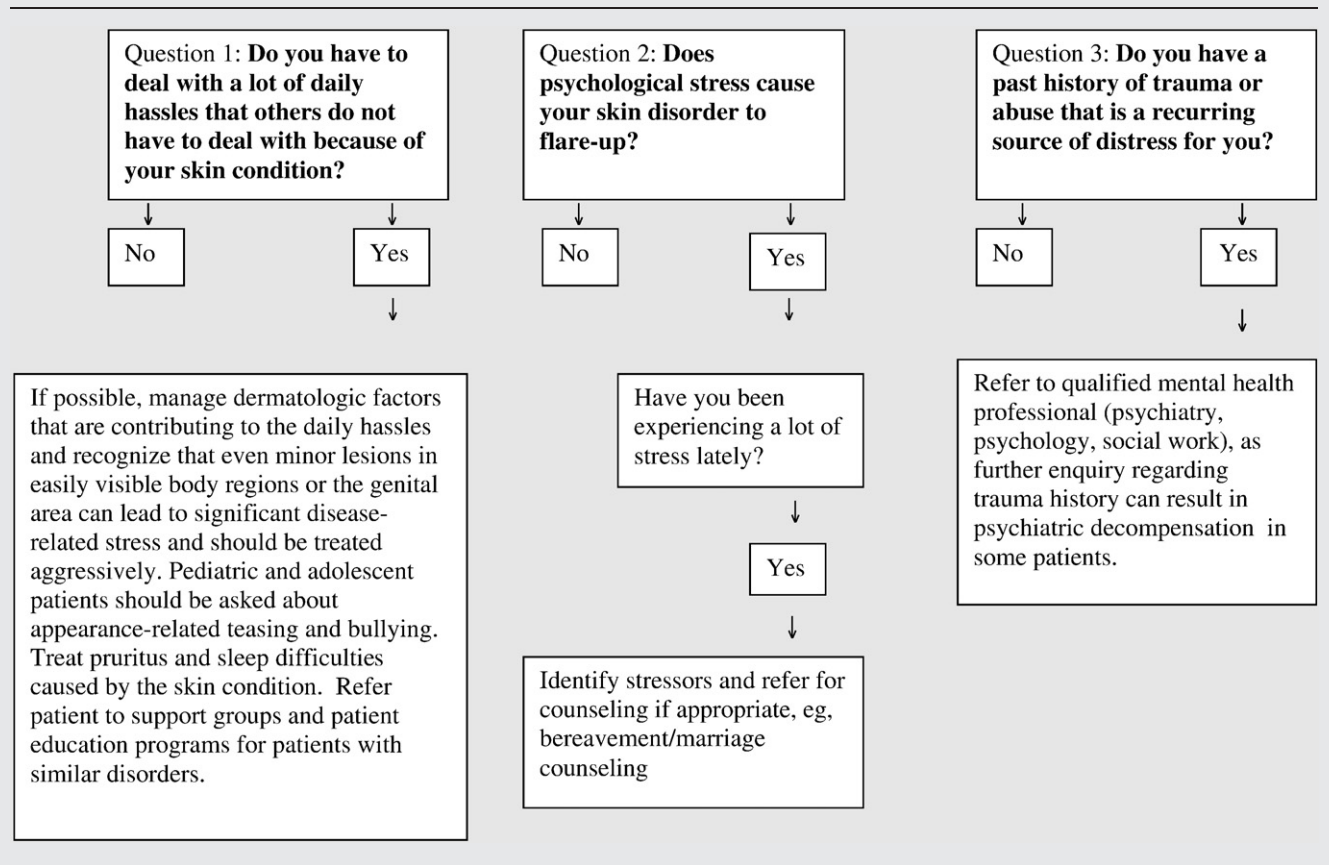 Question 1: Do you have to
deal with a lot of daily
hassles that others do not
have to deal with because of
your skin condition?
No
Yes
If possible, manage dermatologic factors
that are contributing to the daily hassles
and recognize that even minor lesions in
easily visible body regions or the genital
area can lead to significant disease-
related stress and should be treated
aggressively. Pediatric and adolescent
patients should be asked about
appearance-related teasing and bullying.
Treat pruritus and sleep difficulties
caused by the skin condition.  Refer
patient to support groups and patient
education programs for patients with
similar disorders.
Question 2: Does
psychological stress cause
your skin disorder to
flare-up?
No
Yes
Have you been
experiencing a lot of
stress lately?
Yes
Identify stressors and refer for
counseling if appropriate, eg,
bereavement/marriage
counseling
Question 3: Do you have a
past history of trauma or
abuse that is a recurring
source of distress for you?
No
Yes
Refer to qualified mental health
professional (psychiatry,
psychology, social work), as
further enquiry regarding
trauma history can result in
psychiatric decompensation  in
some patients.